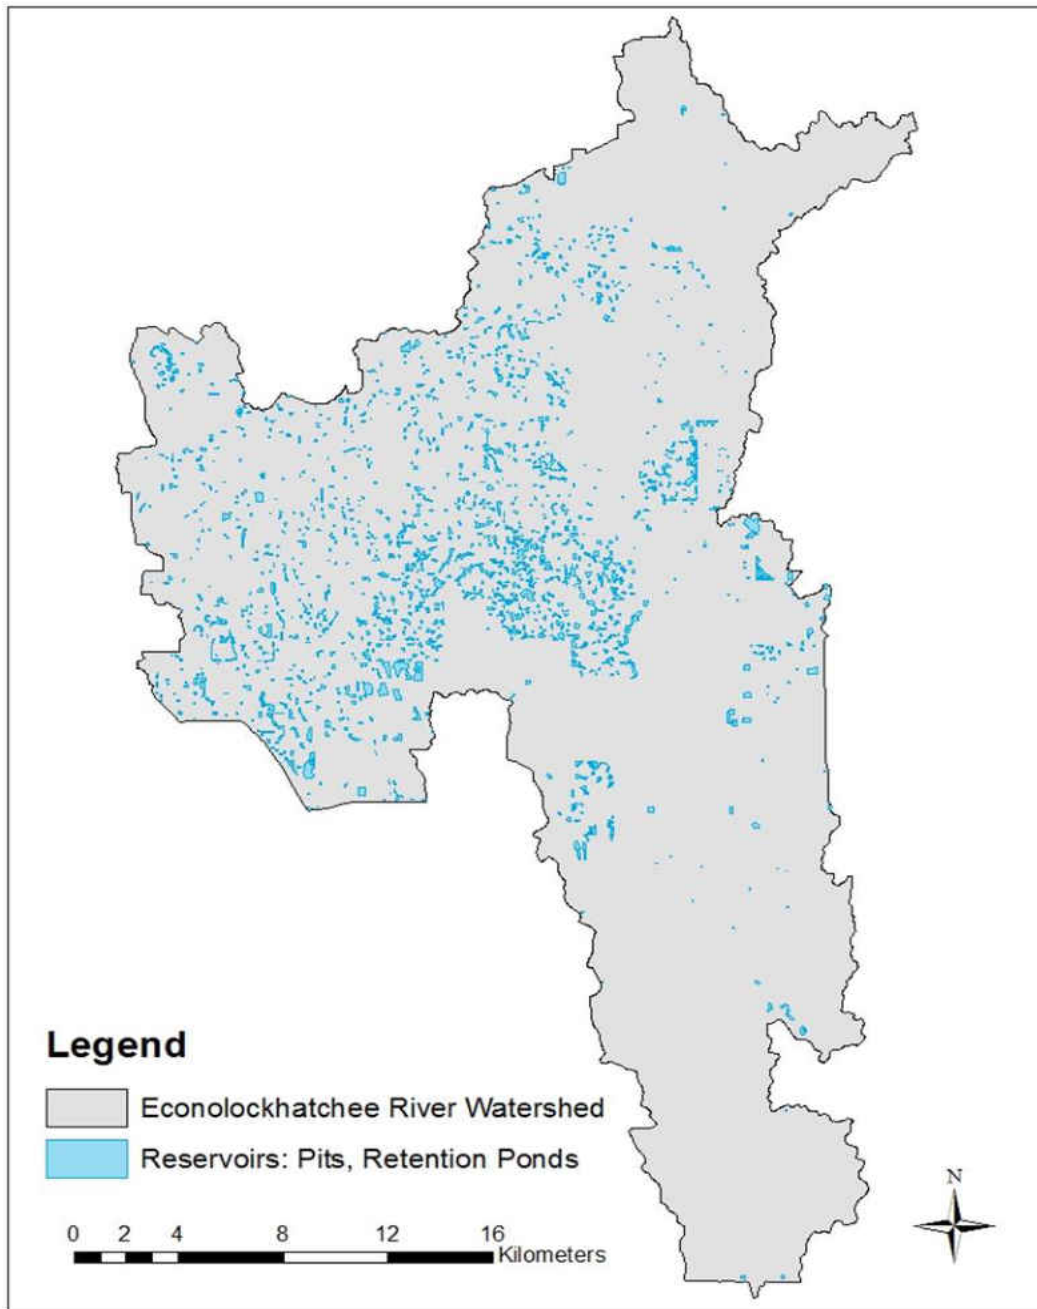 Legend
Econolockhatchee River Watershed
Reservoirs: Pits, Retention Ponds
N
0 2 4 8 12 16
Kilometers